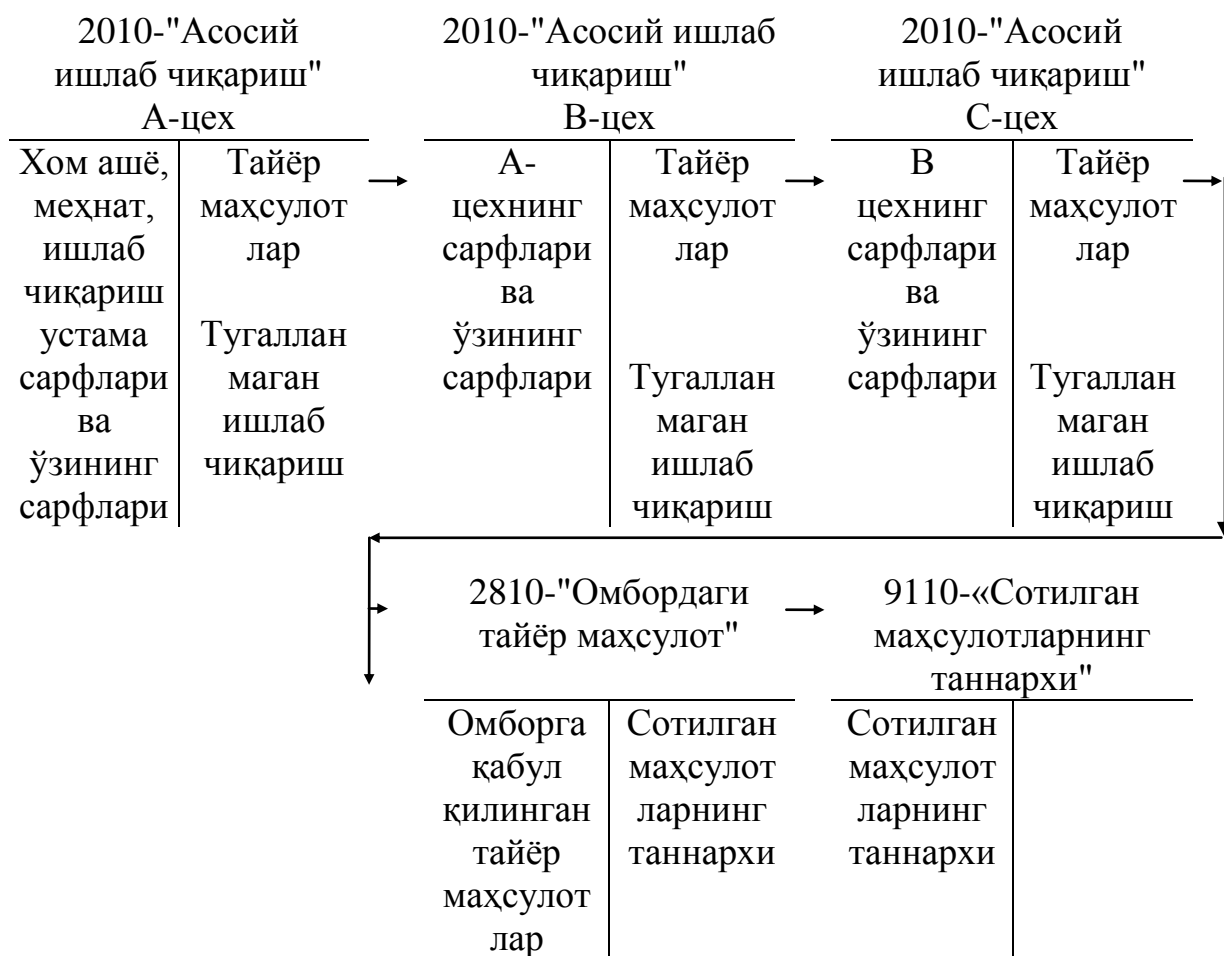 2010-"Асосий
ишлаб чиқариш"
А-цех
Хом ашё,
меҳнат,
ишлаб
чиқариш
устама
сарфлари
ва
ўзининг
сарфлари
Тайёр
маҳсулот
лар
Тугаллан
маган
ишлаб
чиқариш
2010-"Асосий ишлаб
чиқариш"
В-цех
А-
цехнинг
сарфлари
ва
ўзининг
сарфлари
Тайёр
маҳсулот
лар
Тугаллан
маган
ишлаб
чиқариш
2010-"Асосий
ишлаб чиқариш"
С-цех
В
цехнинг
сарфлари
ва
ўзининг
сарфлари
Тайёр
маҳсулот
лар
Тугаллан
маган
ишлаб
чиқариш
2810-"Омбордаги
тайёр маҳсулот"
Омборга
қабул
қилинган
тайёр
маҳсулот
лар
Сотилган
маҳсулот
ларнинг
таннархи
9110-«Сотилган
маҳсулотларнинг
таннархи"
Сотилган
маҳсулот
ларнинг
таннархи